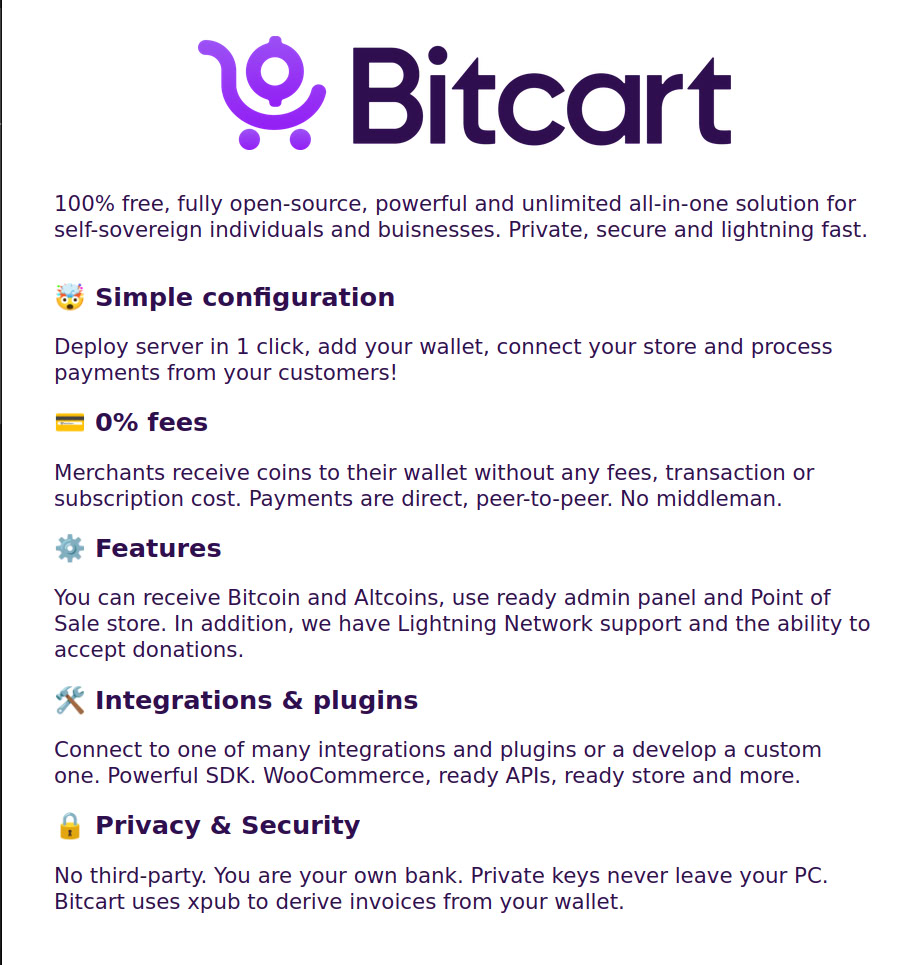 Bitcart
100% free, fully open-source, powerful and unlimited all-in-one solution for
self-sovereign individuals and buisnesses. Private, secure and lightning fast.
🤯 Simple configuration
Deploy server in 1 click, add your wallet, connect your store and process
payments from your customers!
💳 0% fees
Merchants receive coins to their wallet without any fees, transaction or
subscription cost. Payments are direct, peer-to-peer. No middleman.
⚙️ Features
You can receive Bitcoin and Altcoins, use ready admin panel and Point of
Sale store. In addition, we have Lightning Network support and the ability to
accept donations.
🛠️ Integrations & plugins
Connect to one of many integrations and plugins or a develop a custom
one. Powerful SDK. WooCommerce, ready APIs, ready store and more.
🔒 Privacy & Security
No third-party. You are your own bank. Private keys never leave your PC.
Bitcart uses xpub to derive invoices from your wallet.